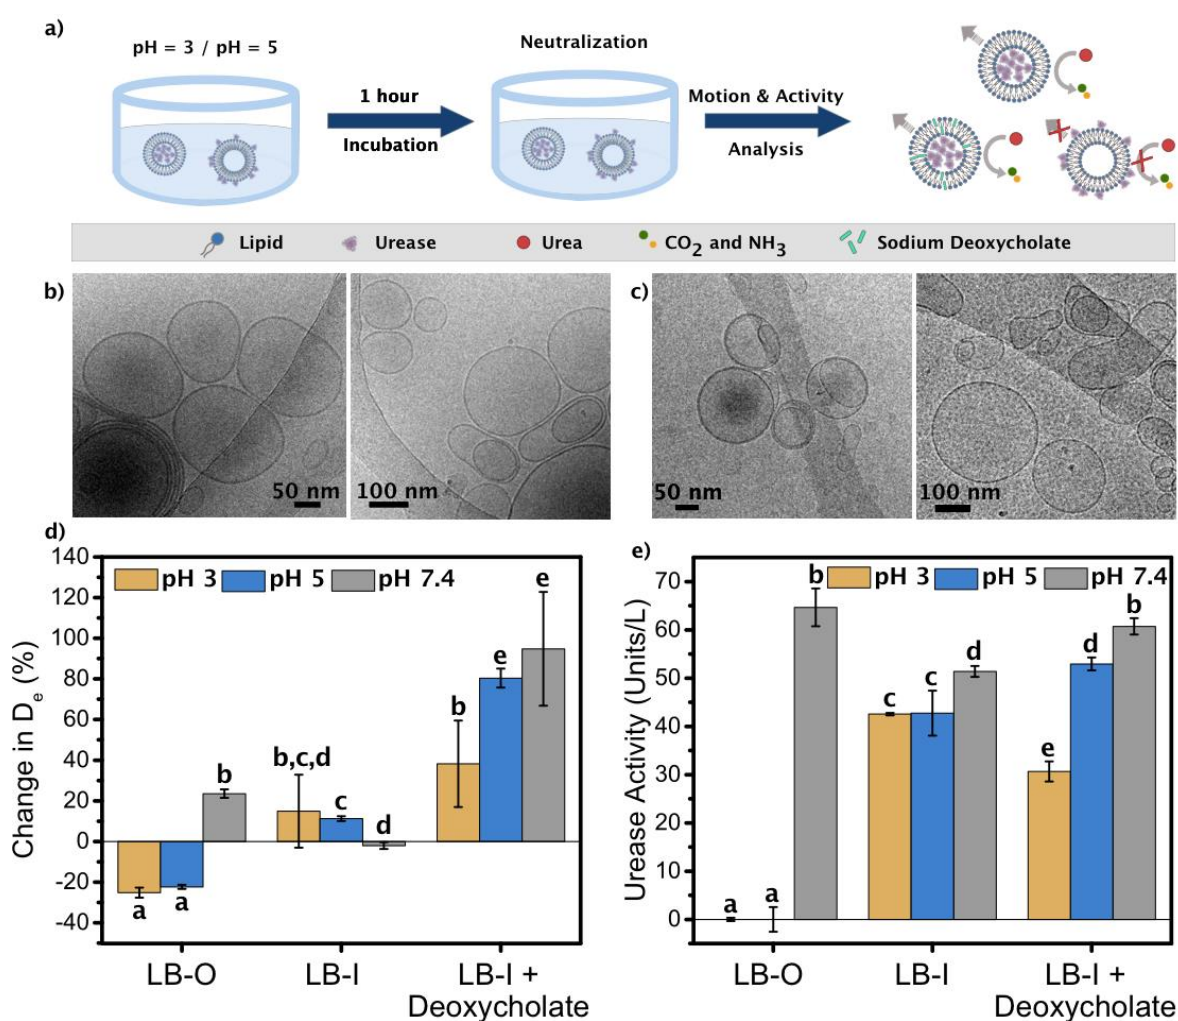 a)
pH = 3 / pH = 5
1 hour
Incubation
Neutralization
Motion & Activity
Analysis
Lipid
Urease
Urea
CO2 and NH3
Sodium Deoxycholate
b)
50 nm
100 nm
c)
50 nm
100 nm
d)
Change in De (%)
140
120
100
80
60
40
20
0
-20
-40
pH 3
pH 5
pH 7.4
a
a
b
b,c,d
c
d
b
e
e
LB-O
LB-I
LB-I +
Deoxycholate
e)
Urease Activity (Units/L)
70
60
50
40
30
20
10
0
pH 3
pH 5
pH 7.4
a
a
b
c
c
d
e
d
b
LB-O
LB-I
LB-I +
Deoxycholate